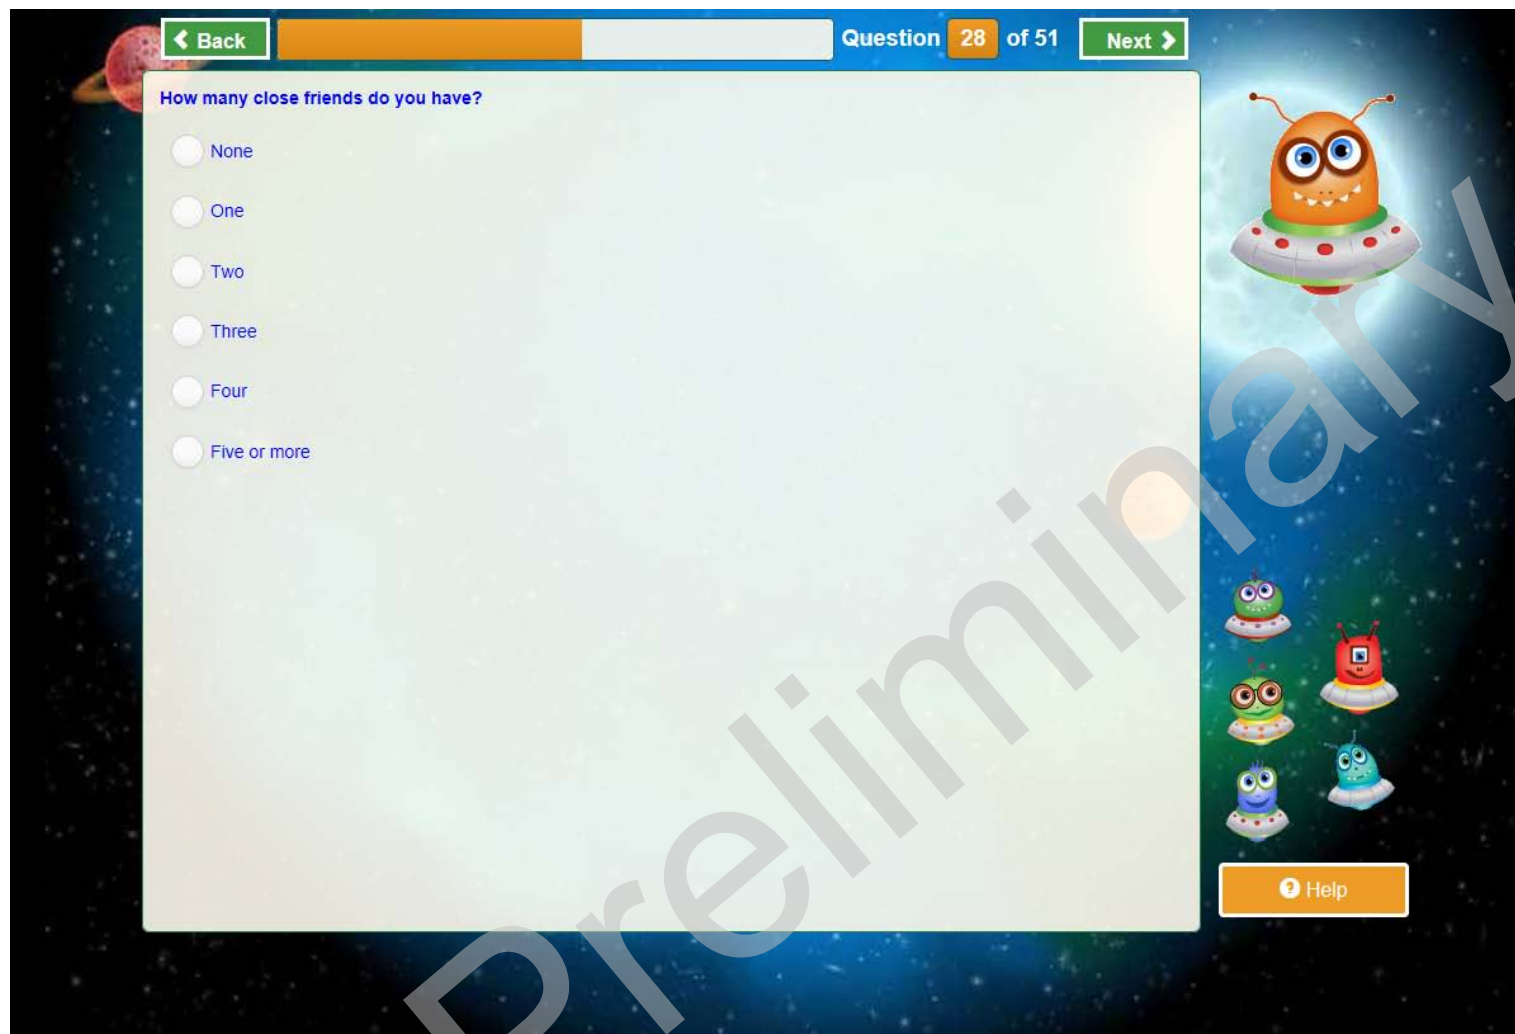 Back
Question 28 of 51
Next
How many close friends do you have?
None
One
Two
Three
Four
Five or more
Help
Preliminary